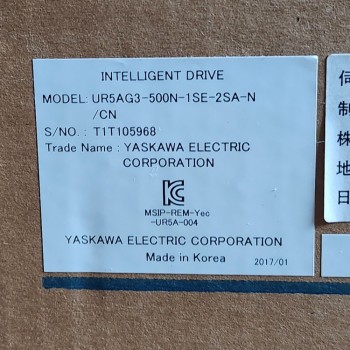 INTELLIGENT DRIVE
MODEL: UR5AG3-500N-1SE-2SA-N
/CN
S/NO. : T1T105968
Trade Name : YASKAWA ELECTRIC
CORPORATION
MSIP-REM-Yec
-UR5A-004
YASKAWA ELECTRIC CORPORATION
Made in Korea 2017/01
伺
制
株
地
日